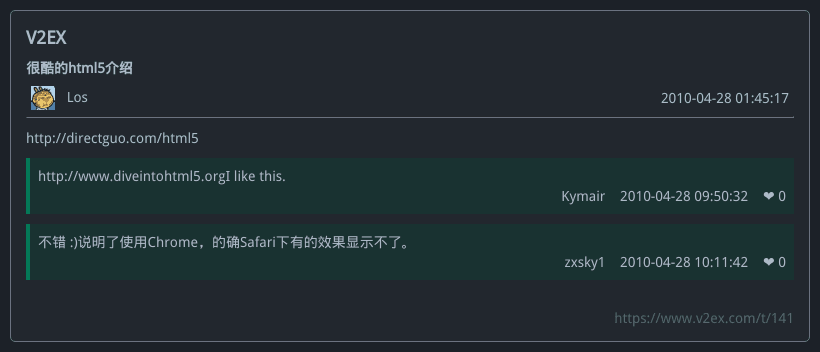 V2EX
很酷的html5介绍
Los 2010-04-28 01:45:17
http://directguo.com/html5
http://www.diveintohtml5.orgI like this.
Kymair 2010-04-28 09:50:32 ❤ 0
不错 :)说明了使用Chrome，的确Safari下有的效果显示不了。
zxsky1 2010-04-28 10:11:42 ❤ 0
https://www.v2ex.com/t/141